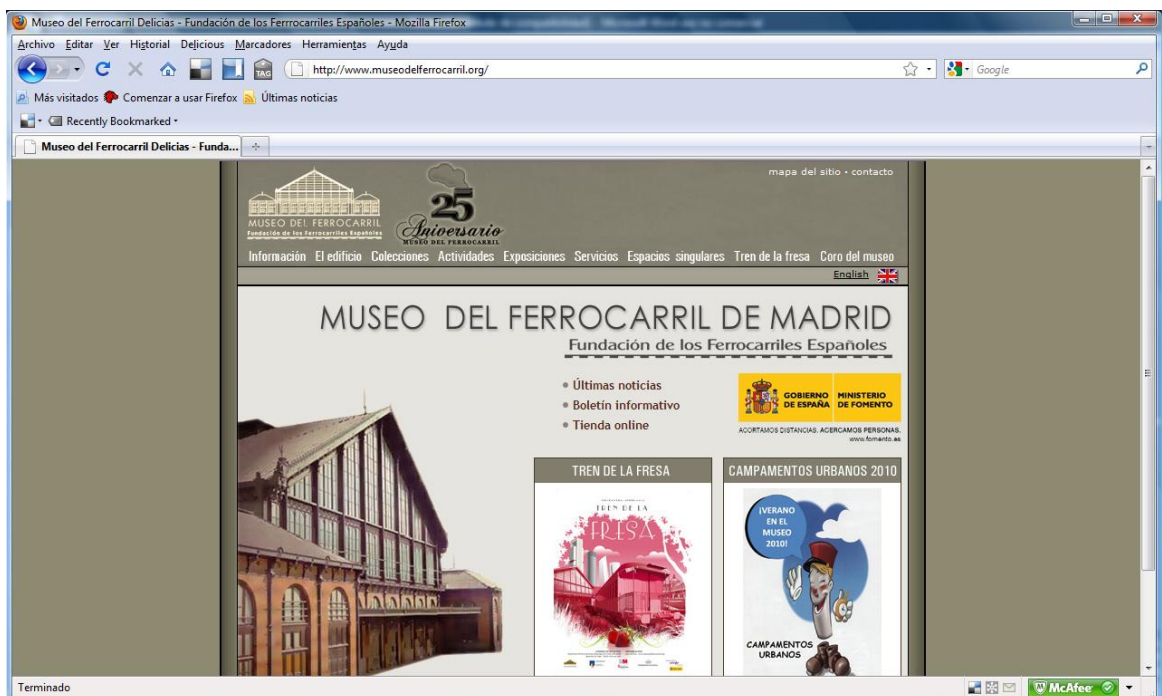 Museo del Ferrocarril Delicias - Fundación de los Ferrrocarriles Españoles - Mozilla Firefox
Archivo Editar Ver Historial Delicious Marcadores Herramientas Ayuda
TAG http://www.museodelferrocarril.org/ Google
Más visitados Comenzar a usar Firefox Últimas noticias
Recently Bookmarked
Museo del Ferrocarril Delicias - Funda...
mapa del sitio · contacto
MUSEO DEL FERROCARRIL
Fundación de los Ferrocarriles Españoles
25
Aniversario
MUSEO DEL FERROCARRIL
Información El edificio Colecciones Actividades Exposiciones Servicios Espacios singulares Tren de la fresa Coro del museo
English
MUSEO DEL FERROCARRIL DE MADRID
Fundación de los Ferrocarriles Españoles
• Últimas noticias
• Boletín informativo
• Tienda online
GOBIERNO DE ESPAÑA
MINISTERIO DE FOMENTO
ACORTAMOS DISTANCIAS. ACERCAMOS PERSONAS.
www.fomento.es
TREN DE LA FRESA
TREN DE LA
FRESA
CAMPAMENTOS URBANOS 2010
¡VERANO
EN EL
MUSEO
2010!
CAMPAMENTOS
URBANOS
Terminado
McAfee